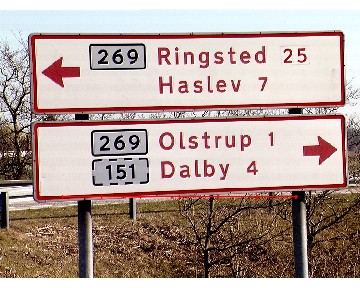 269 Ringsted 25
Haslev 7
269 Olstrup 1
151 Dalby 4